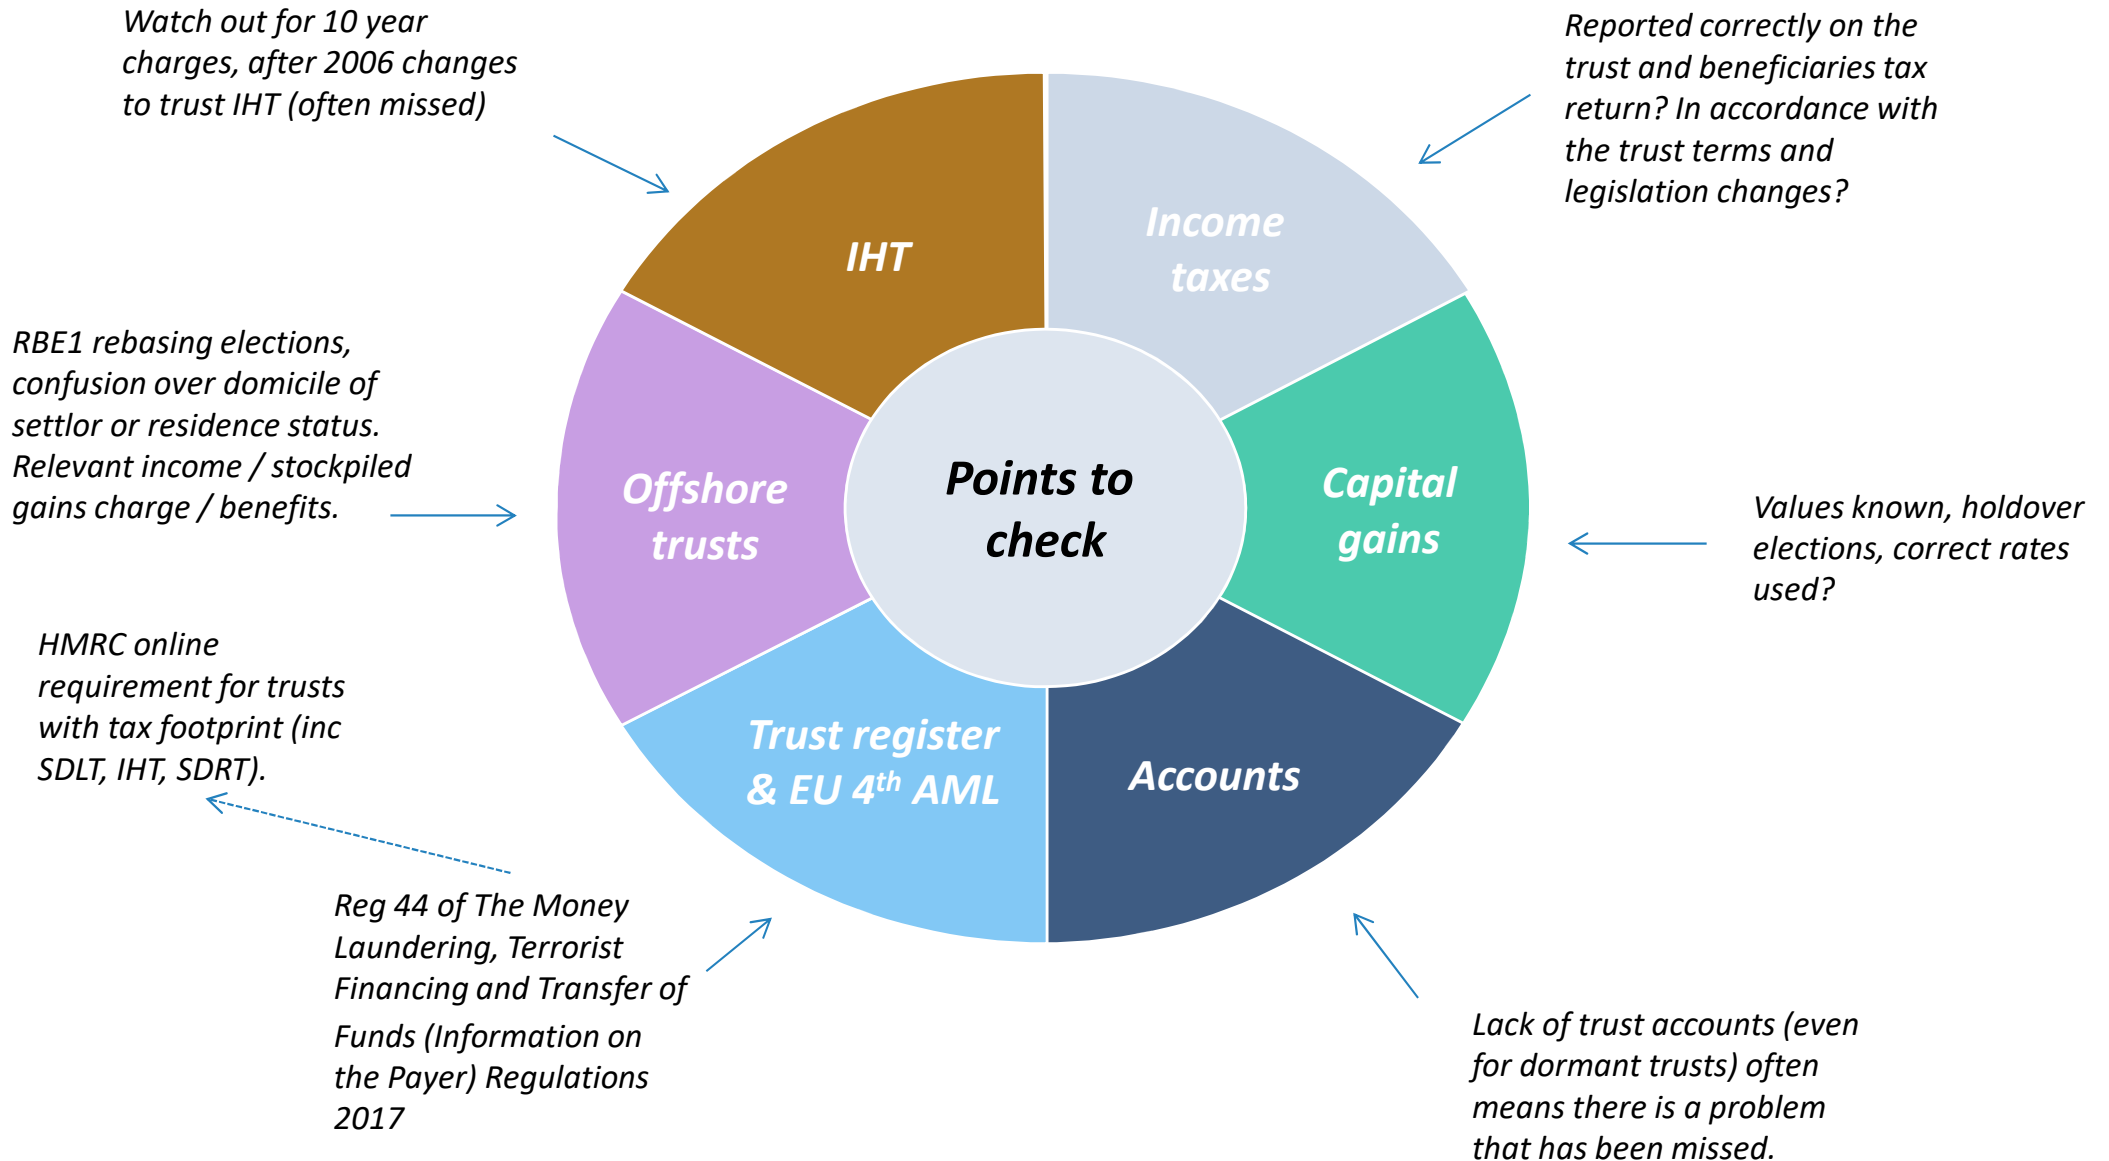 Watch out for 10 year
charges, after 2006 changes
to trust IHT (often missed)
Reported correctly on the
trust and beneficiaries tax
return? In accordance with
the trust terms and
legislation changes?
IHT
Income
taxes
RBE1 rebasing elections,
confusion over domicile of
settlor or residence status.
Relevant income / stockpiled
gains charge / benefits.
Offshore
trusts
Points to
check
Capital
gains
Values known, holdover
elections, correct rates
used?
HMRC online
requirement for trusts
with tax footprint (inc
SDLT, IHT, SDRT).
Trust register
& EU 4th AML
Accounts
Reg 44 of The Money
Laundering, Terrorist
Financing and Transfer of
Funds (Information on
the Payer) Regulations
2017
Lack of trust accounts (even
for dormant trusts) often
means there is a problem
that has been missed.